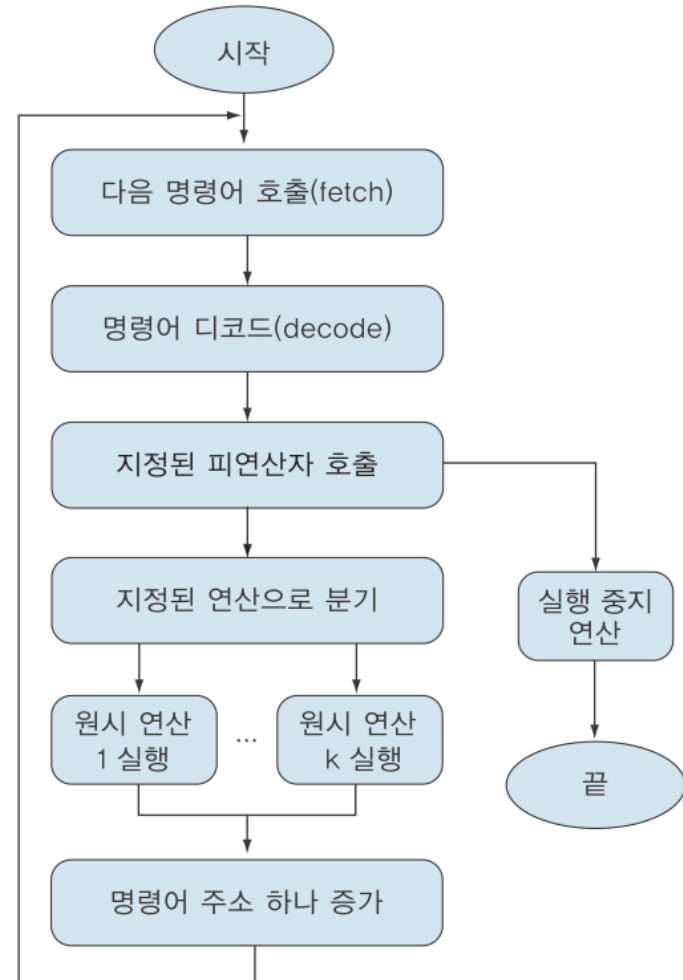 시작
다음 명령어 호출(fetch)
명령어 디코드(decode)
지정된 피연산자 호출
지정된 연산으로 분기
실행 중지
연산
원시 연산
1 실행
...
원시 연산
k 실행
끝
명령어 주소 하나 증가